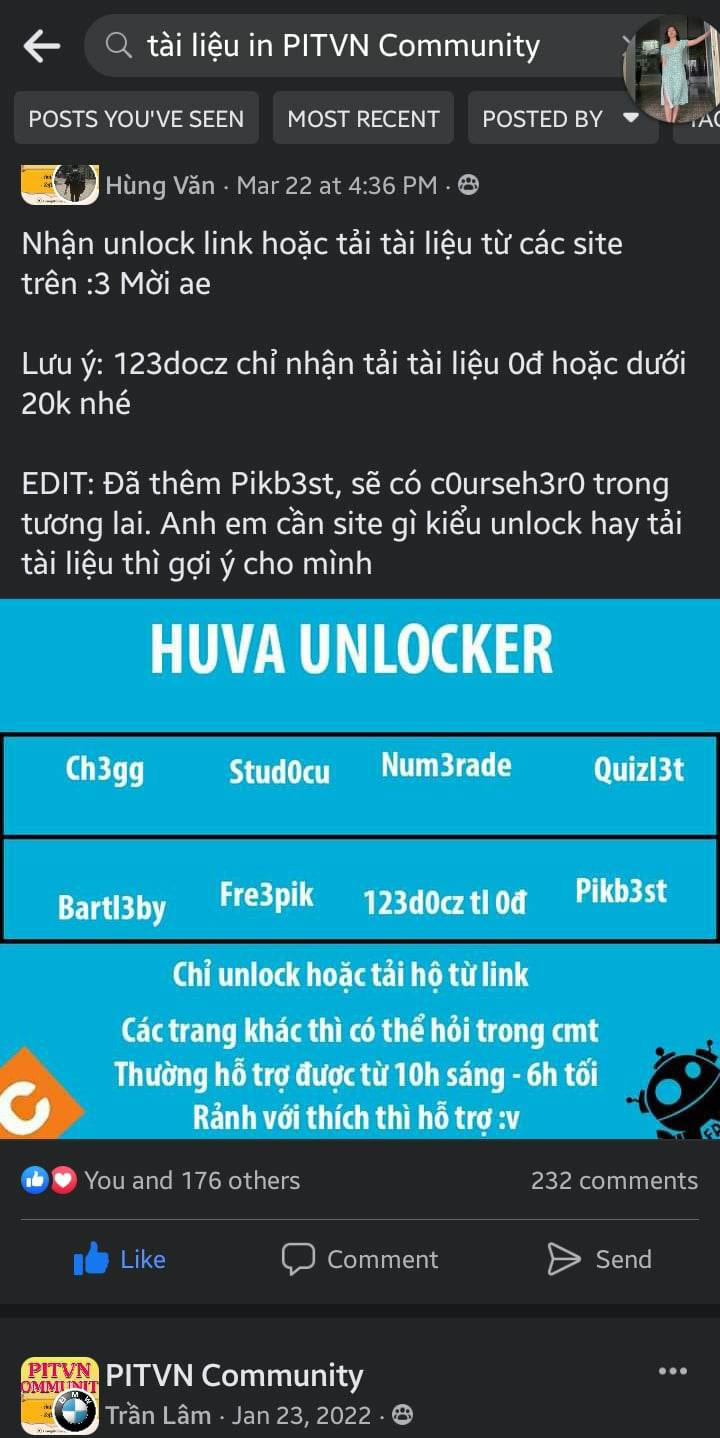 tài liệu in PITVN Community
POSTS YOU'VE SEEN
MOST RECENT
POSTED BY
Hùng Văn · Mar 22 at 4:36 PM ·
Nhận unlock link hoặc tải tài liệu từ các site
trên :3 Mời ae
Lưu ý: 123docz chỉ nhận tải tài liệu 0đ hoặc dưới
20k nhé
EDIT: Đã thêm Pikb3st, sẽ có c0urseh3r0 trong
tương lai. Anh em cần site gì kiểu unlock hay tải
tài liệu thì gợi ý cho mình
HUVA UNLOCKER
Ch3gg Stud0cu Num3rade Quizl3t
Bartl3by Fre3pik 123d0cz tl 0đ Pikb3st
Chỉ unlock hoặc tải hộ từ link
Các trang khác thì có thể hỏi trong cmt
Thường hỗ trợ được từ 10h sáng - 6h tối
Rảnh với thích thì hỗ trợ :v
You and 176 others
232 comments
Like
Comment
Send
PITVN
PITVN Community
Trần Lâm · Jan 23, 2022 ·